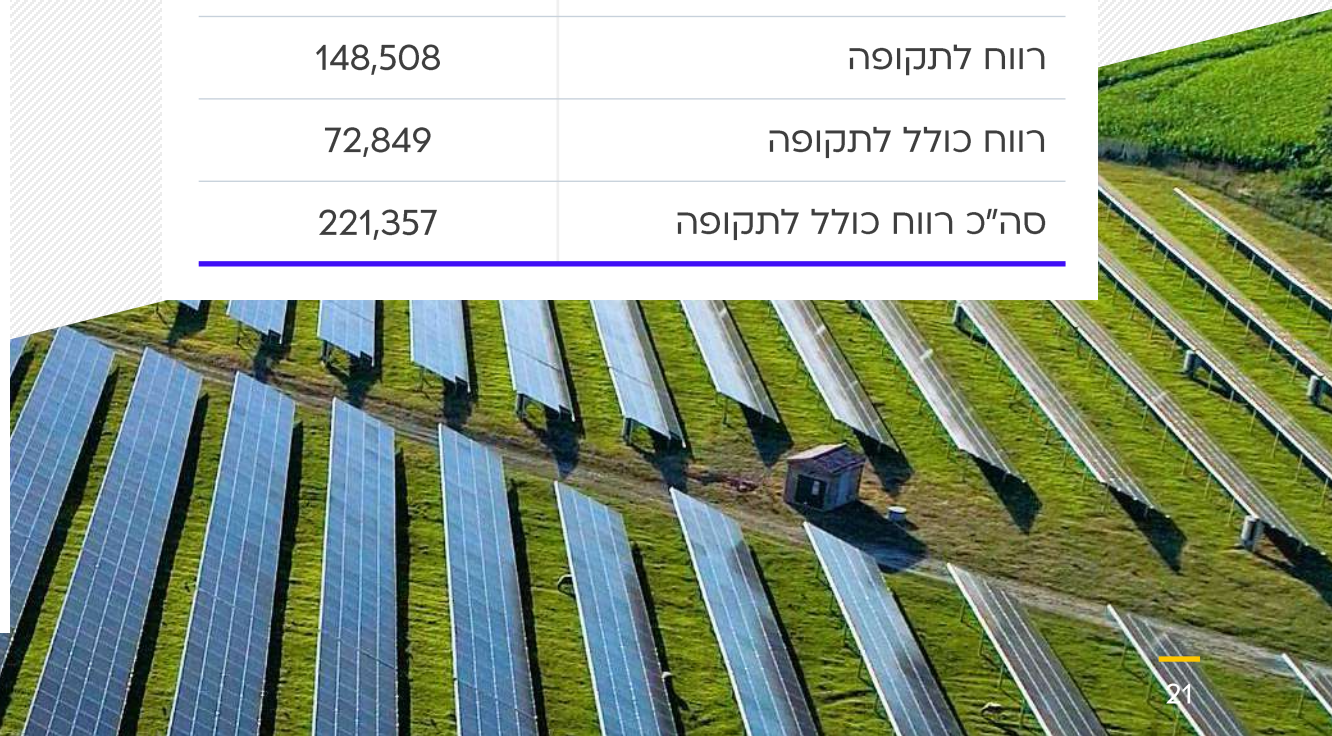 רווח לתקופה 148,508
רווח כולל לתקופה 72,849
סה"כ רווח כולל לתקופה 221,357
21